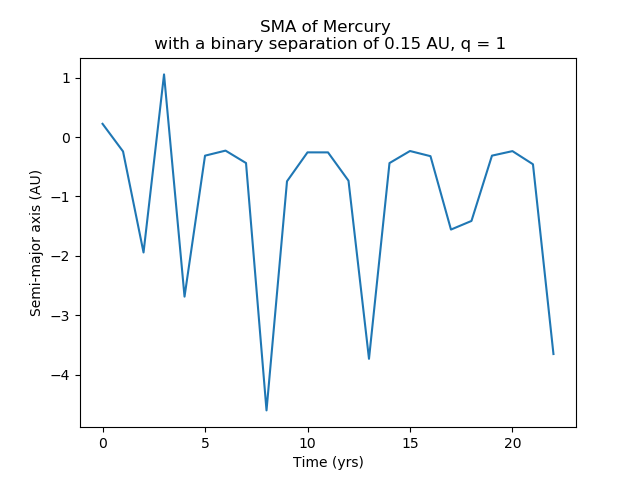 SMA of Mercury
with a binary separation of 0.15 AU, q = 1
Semi-major axis (AU)
1
0
−1
−2
−3
−4
0 5 10 15 20
Time (yrs)